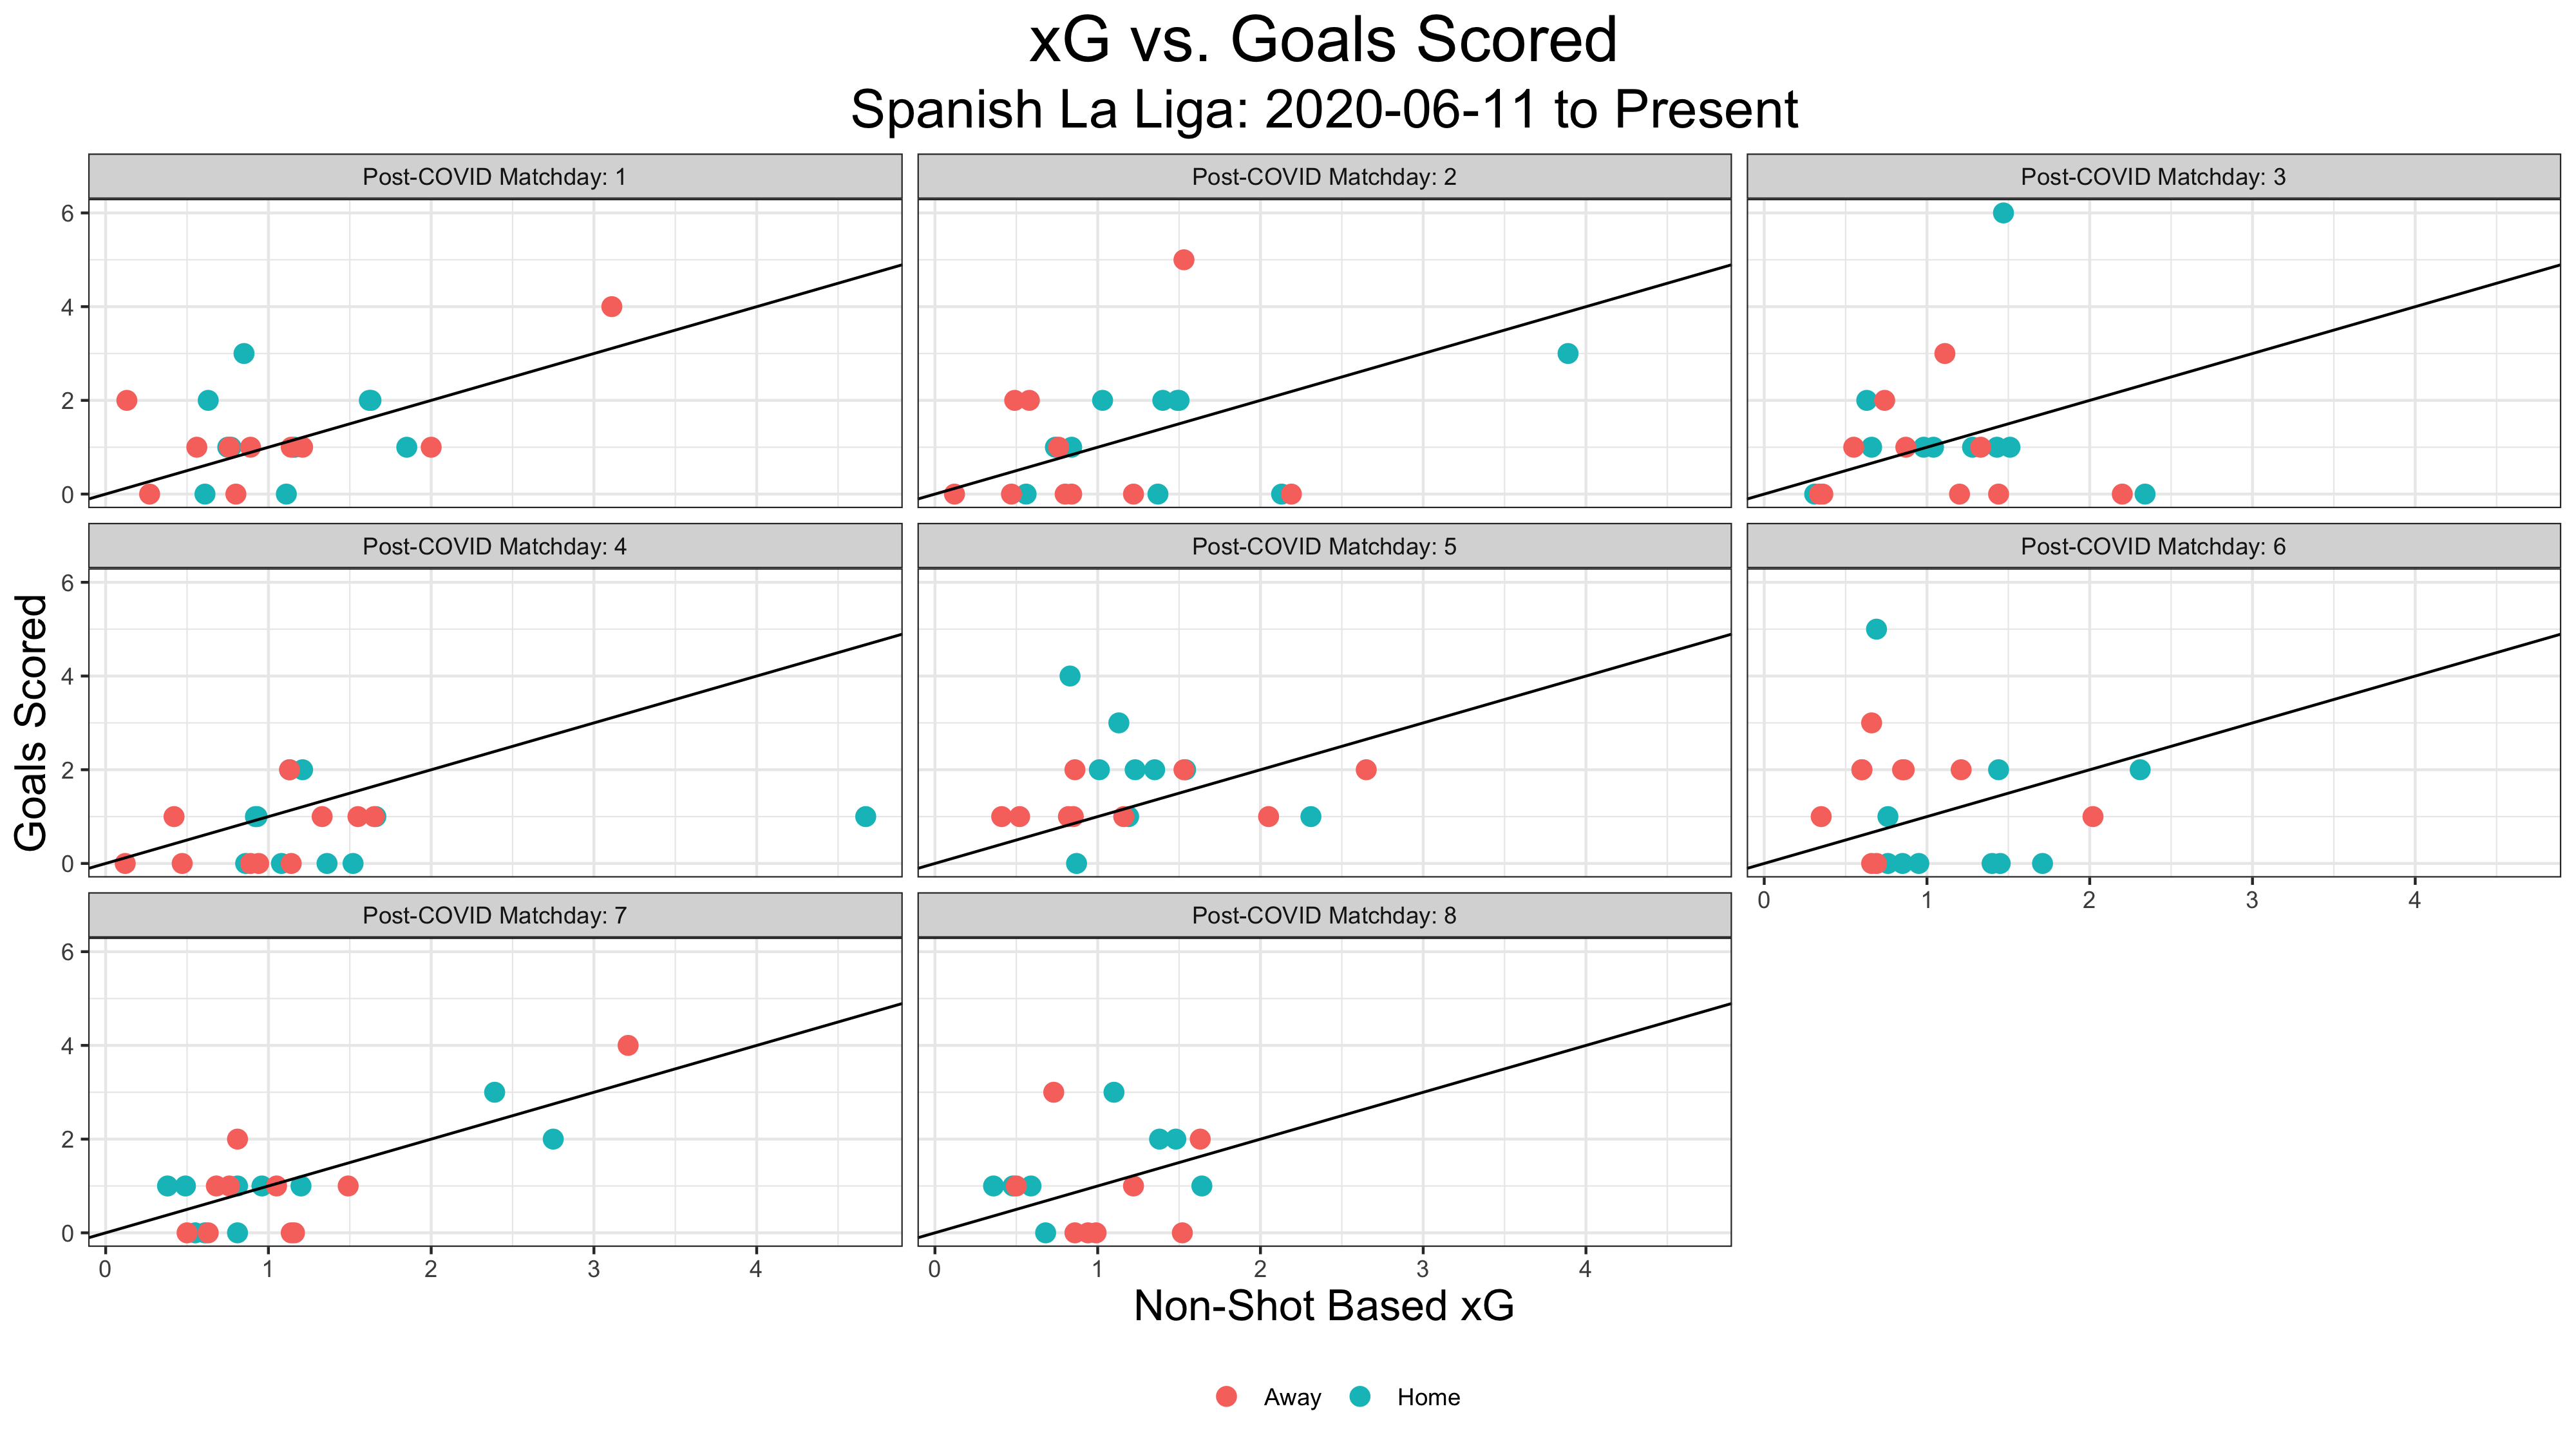 xG vs. Goals Scored
Spanish La Liga: 2020-06-11 to Present
Post-COVID Matchday: 1
Post-COVID Matchday: 2
Post-COVID Matchday: 3
6
4
2
0
Post-COVID Matchday: 4
Post-COVID Matchday: 5
Post-COVID Matchday: 6
6
4
2
0
0 1 2 3 4
Goals Scored
Post-COVID Matchday: 7
Post-COVID Matchday: 8
6
4
2
0
0 1 2 3 4
0 1 2 3 4
Non-Shot Based xG
Away
Home